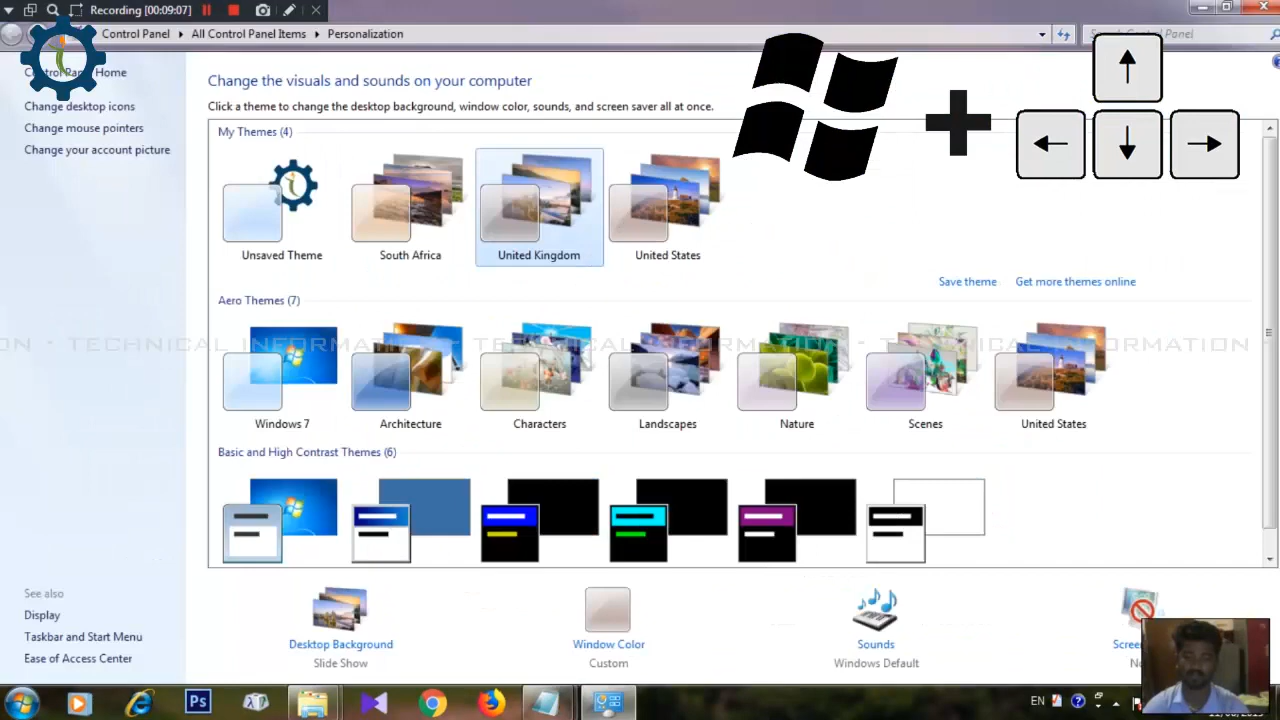 Recording [00:09:07]
Control Panel
All Control Panel Items
Personalization
Search Control Panel
Control Panel Home
Change desktop icons
Change mouse pointers
Change your account picture
Change the visuals and sounds on your computer
Click a theme to change the desktop background, window color, sounds, and screen saver all at once.
My Themes (4)
Unsaved Theme
South Africa
United Kingdom
United States
Save theme
Get more themes online
Aero Themes (7)
TECHNICAL INFORMATION • TECHNICAL INFORMATION
Windows 7
Architecture
Characters
Landscapes
Nature
Scenes
United States
Basic and High Contrast Themes (6)
See also
Display
Taskbar and Start Menu
Ease of Access Center
Desktop Background
Slide Show
Window Color
Custom
Sounds
Windows Default
Ps
EN